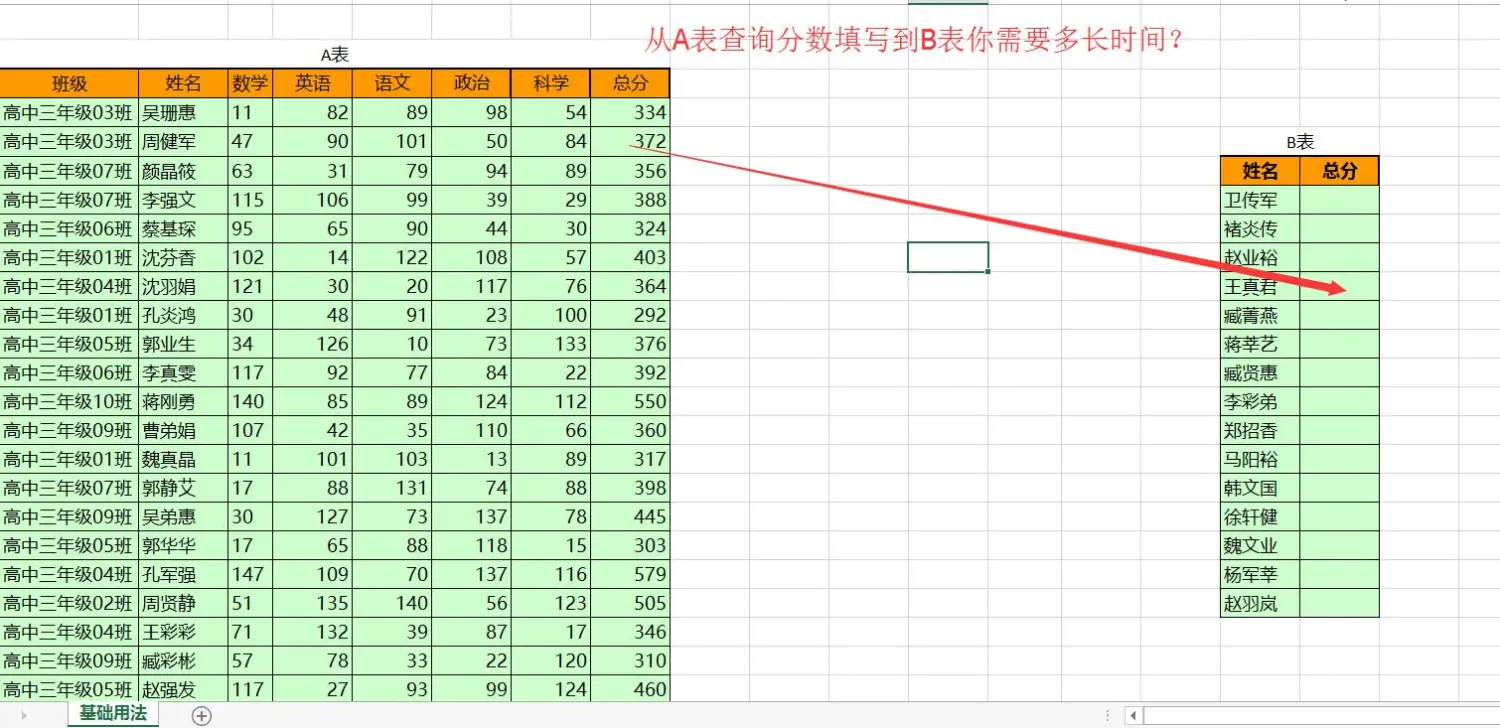 从A表查询分数填写到B表你需要多长时间?
A表
班级 姓名 数学 英语 语文 政治 科学 总分
高中三年级03班 吴珊惠 11 82 89 98 54 334
高中三年级03班 周健军 47 90 101 50 84 372
高中三年级07班 颜晶筱 63 31 79 94 89 356
高中三年级07班 李强文 115 106 99 39 29 388
高中三年级06班 蔡基琛 95 65 90 44 30 324
高中三年级01班 沈芬香 102 14 122 108 57 403
高中三年级04班 沈羽娟 121 30 20 117 76 364
高中三年级01班 孔炎鸿 30 48 91 23 100 292
高中三年级05班 郭业生 34 126 10 73 133 376
高中三年级06班 李真雯 117 92 77 84 22 392
高中三年级10班 蒋刚勇 140 85 89 124 112 550
高中三年级09班 曹弟娟 107 42 35 110 66 360
高中三年级01班 魏真晶 11 101 103 13 89 317
高中三年级07班 郭静艾 17 88 131 74 88 398
高中三年级09班 吴弟惠 30 127 73 137 78 445
高中三年级05班 郭华华 17 65 88 118 15 303
高中三年级04班 孔军强 147 109 70 137 116 579
高中三年级02班 周贤静 51 135 140 56 123 505
高中三年级04班 王彩彩 71 132 39 87 17 346
高中三年级09班 臧彩彬 57 78 33 22 120 310
高中三年级05班 赵强发 117 27 93 99 124 460
B表
姓名 总分
卫传军
褚炎传
赵业裕
王真君
臧菁燕
蒋莘艺
臧贤惠
李彩弟
郑招香
马阳裕
韩文国
徐轩健
魏文业
杨军莘
赵羽岚
基础用法